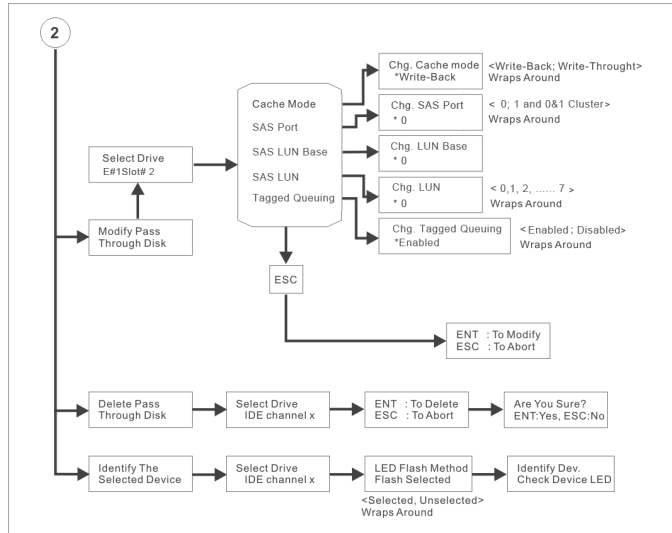 2
Chg. Cache mode
*Write-Back
<Write-Back; Write-Throught>
Wraps Around
Cache Mode
SAS Port
SAS LUN Base
SAS LUN
Tagged Queuing
Chg. SAS Port
* 0
< 0; 1 and 0&1 Cluster>
Wraps Around
Chg. LUN Base
* 0
Chg. LUN
* 0
< 0,1, 2, ...... 7 >
Wraps Around
Chg. Tagged Queuing
*Enabled
<Enabled; Disabled>
Wraps Around
Select Drive
E#1Slot# 2
Modify Pass
Through Disk
ESC
ENT : To Modify
ESC : To Abort
Delete Pass
Through Disk
Select Drive
IDE channel x
ENT : To Delete
ESC : To Abort
Are You Sure?
ENT:Yes, ESC:No
Identify The
Selected Device
Select Drive
IDE channel x
LED Flash Method
Flash Selected
<Selected, Unselected>
Wraps Around
Identify Dev.
Check Device LED